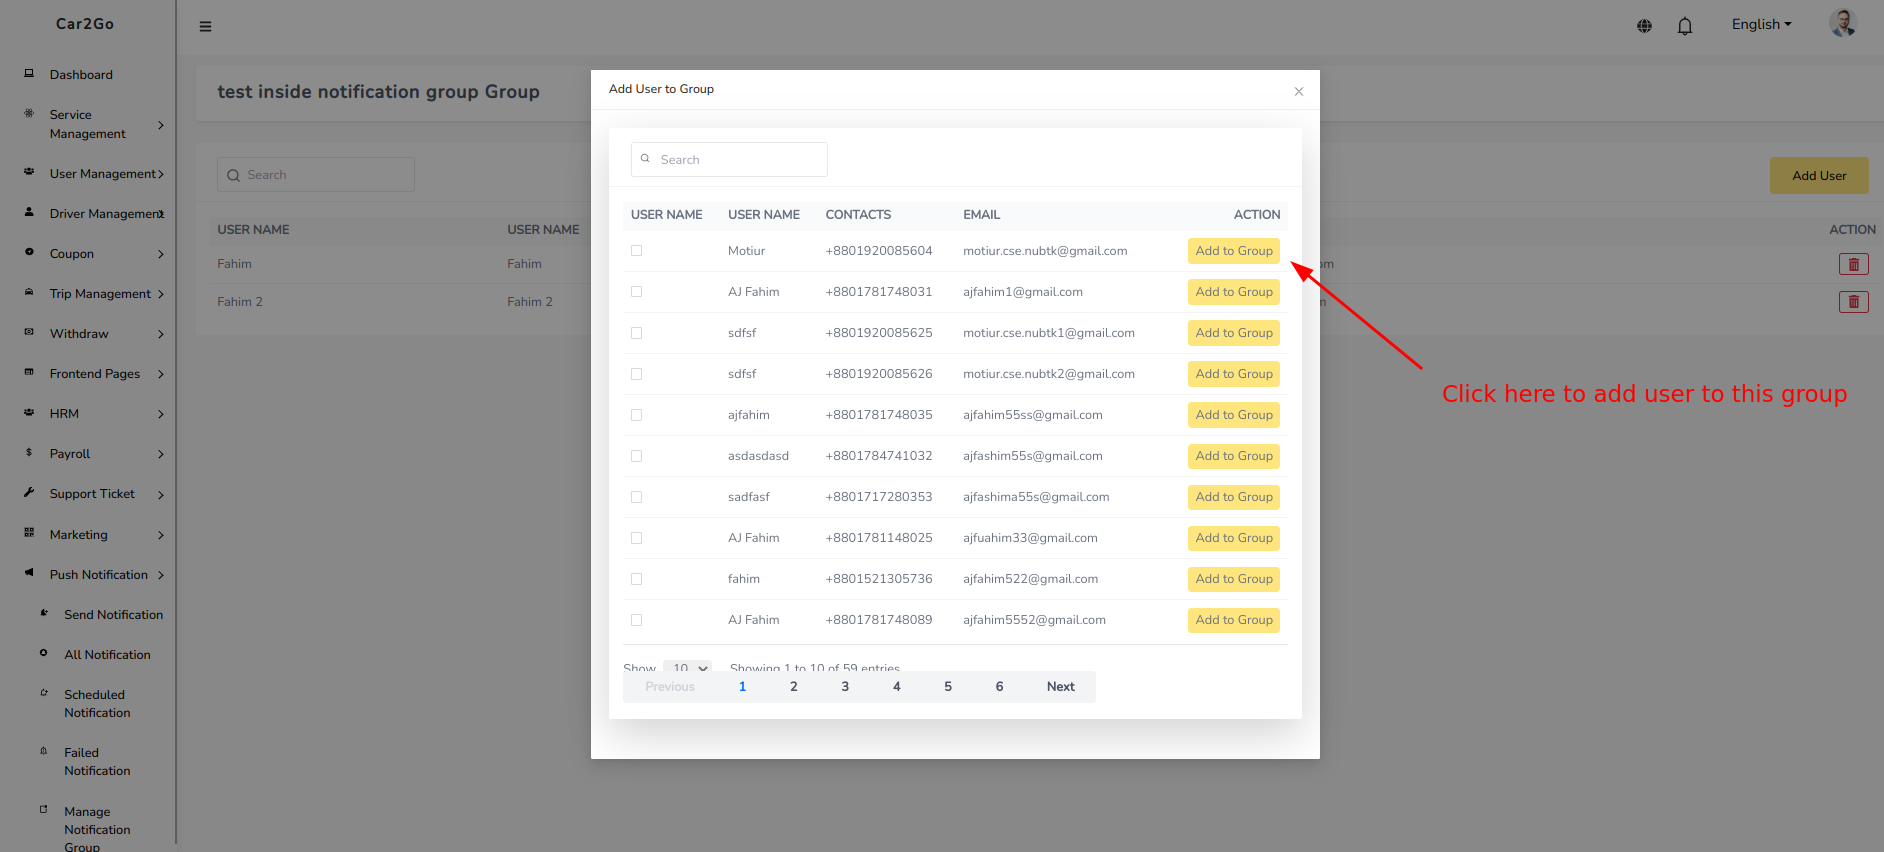 Car2Go
English
Dashboard
Service
Management
User Management
Driver Management
Coupon
Trip Management
Withdraw
Frontend Pages
HRM
Payroll
Support Ticket
Marketing
Push Notification
Send Notification
All Notification
Scheduled
Notification
Failed
Notification
Manage
Notification
Group
test inside notification group Group
Search
Add User
USER NAME USER NAME ACTION
Fahim Fahim om
Fahim 2 Fahim 2
Add User to Group
×
Search
USER NAME USER NAME CONTACTS EMAIL ACTION
Motiur +8801920085604 motiur.cse.nubtk@gmail.com Add to Group
AJ Fahim +8801781748031 ajfahim1@gmail.com Add to Group
sdfsf +8801920085625 motiur.cse.nubtk1@gmail.com Add to Group
sdfsf +8801920085626 motiur.cse.nubtk2@gmail.com Add to Group
ajfahim +8801781748035 ajfahim55ss@gmail.com Add to Group
asdasdasd +8801784741032 ajfashim55s@gmail.com Add to Group
sadfasf +8801717280353 ajfashima55s@gmail.com Add to Group
AJ Fahim +8801781148025 ajfuahim33@gmail.com Add to Group
fahim +8801521305736 ajfahim522@gmail.com Add to Group
AJ Fahim +8801781748089 ajfahim5552@gmail.com Add to Group
Show 10 Showing 1 to 10 of 59 entries
Previous 1 2 3 4 5 6 Next
Click here to add user to this group